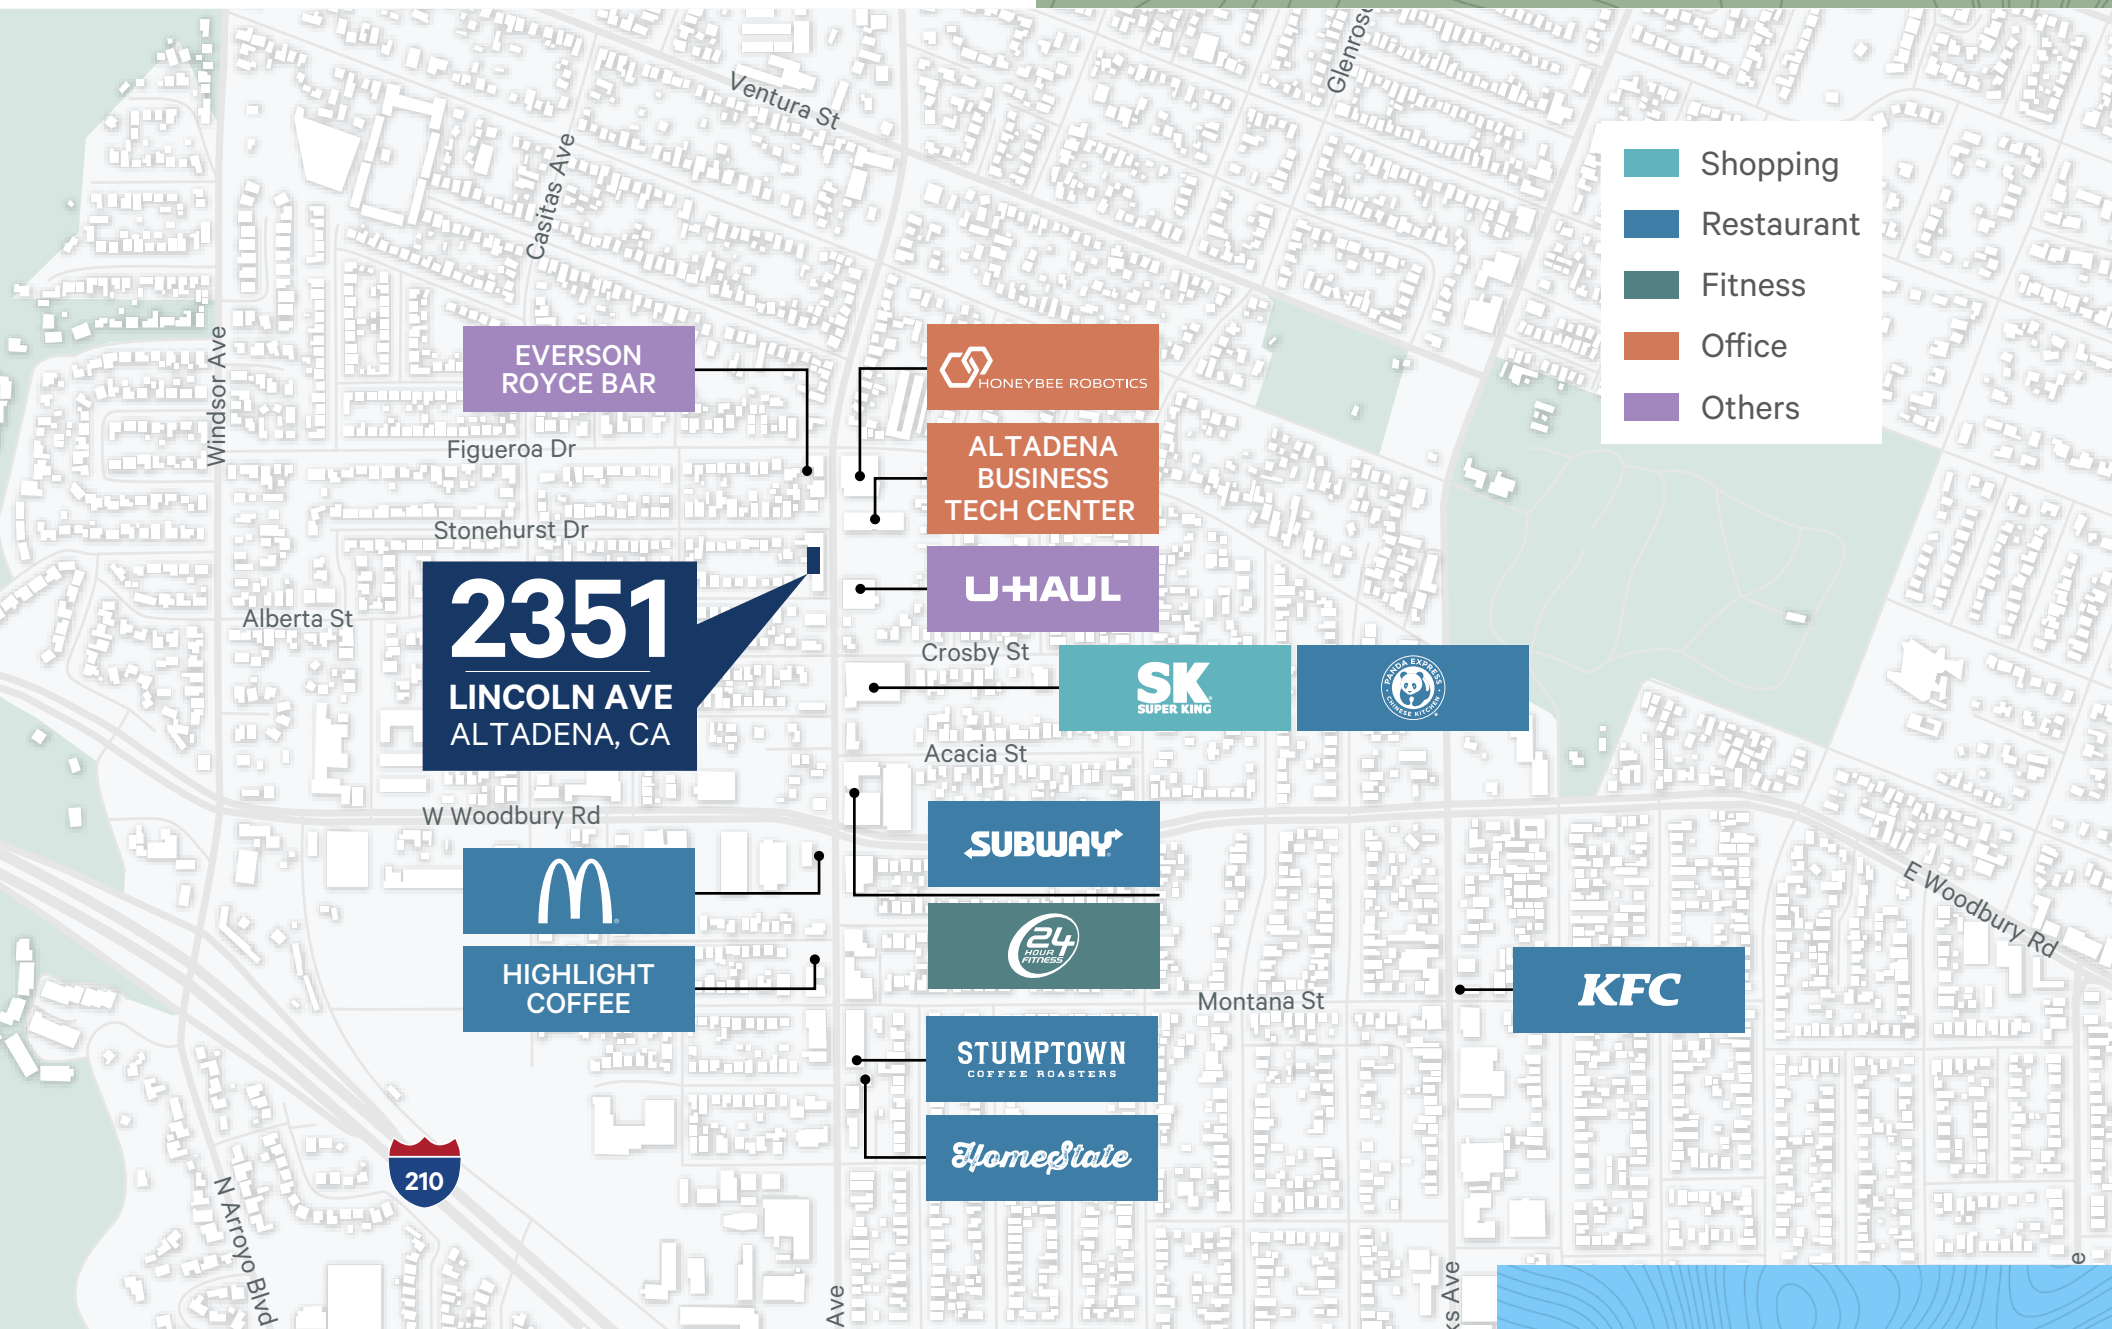 Glenrose
Ventura St
Casitas Ave
Windsor Ave
Shopping
Restaurant
Fitness
Office
Others
EVERSON
ROYCE BAR
HONEYBEE ROBOTICS
Figueroa Dr
ALTADENA
BUSINESS
TECH CENTER
Stonehurst Dr
U-HAUL
Alberta St
2351
LINCOLN AVE
ALTADENA, CA
Crosby St
SK
SUPER KING
PANDA EXPRESS
CHINESE KITCHEN
Acacia St
W Woodbury Rd
SUBWAY
E Woodbury Rd
24
HOUR
FITNESS
HIGHLIGHT
COFFEE
KFC
Montana St
STUMPTOWN
COFFEE ROASTERS
HomeState
210
N Arroyo Blvd
Ave
ks Ave
e